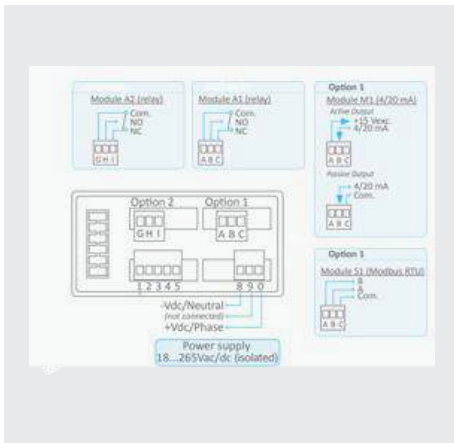 Module A2 (relay)
Com.
NO
NC
G H I
Module A1 (relay)
Com.
NO
NC
A B C
Option 1
Module M1 (4/20 mA)
Active Output
+15 Vexc.
4/20 mA
A B C
Passive Output
4/20 mA
Com.
A B C
Option 2
G H I
Option 1
A B C
1 2 3 4 5
8 9 0
-Vdc/Neutral
(not connected)
+Vdc/Phase
Power supply
18...265Vac/dc (isolated)
Option 1
Module S1 (Modbus RTU)
B
A
Com.
A B C